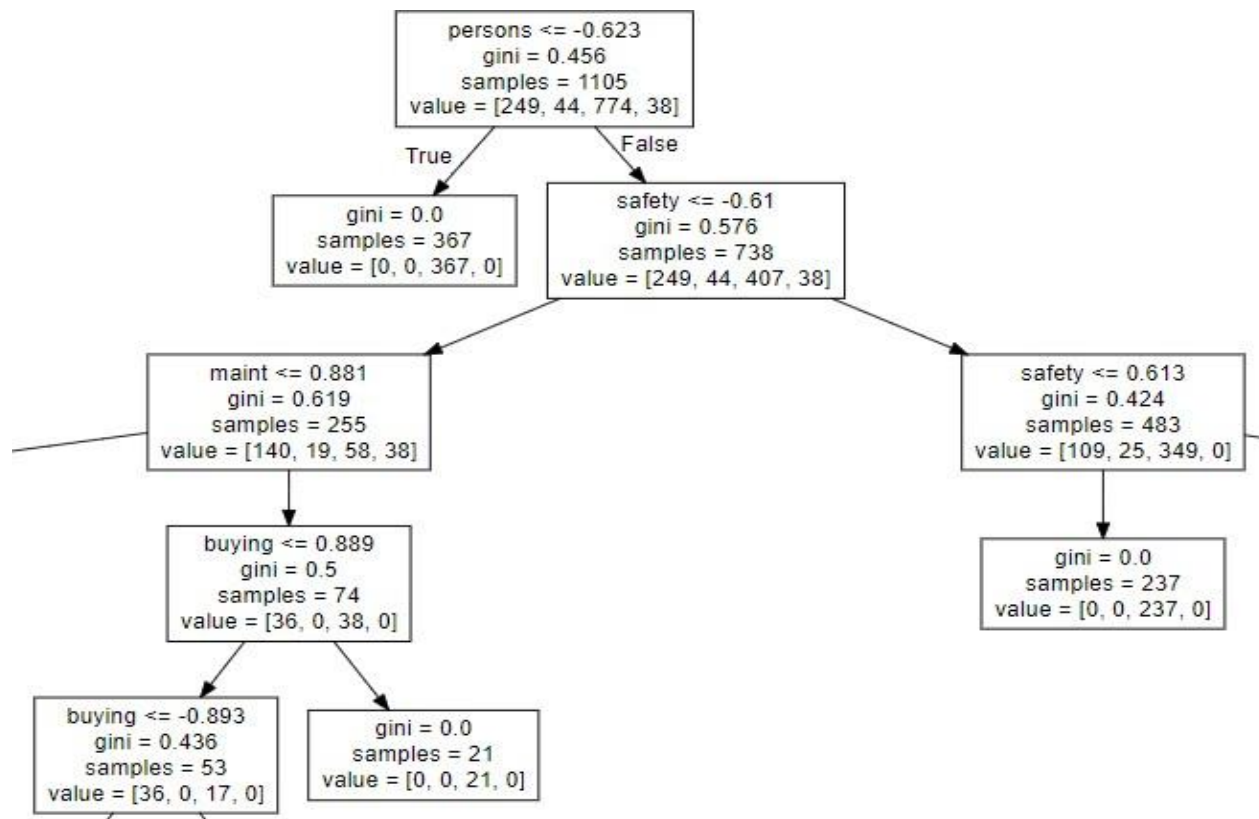 persons <= -0.623
gini = 0.456
samples = 1105
value = [249, 44, 774, 38]
True
False
gini = 0.0
samples = 367
value = [0, 0, 367, 0]
safety <= -0.61
gini = 0.576
samples = 738
value = [249, 44, 407, 38]
maint <= 0.881
gini = 0.619
samples = 255
value = [140, 19, 58, 38]
safety <= 0.613
gini = 0.424
samples = 483
value = [109, 25, 349, 0]
buying <= 0.889
gini = 0.5
samples = 74
value = [36, 0, 38, 0]
gini = 0.0
samples = 237
value = [0, 0, 237, 0]
buying <= -0.893
gini = 0.436
samples = 53
value = [36, 0, 17, 0]
gini = 0.0
samples = 21
value = [0, 0, 21, 0]